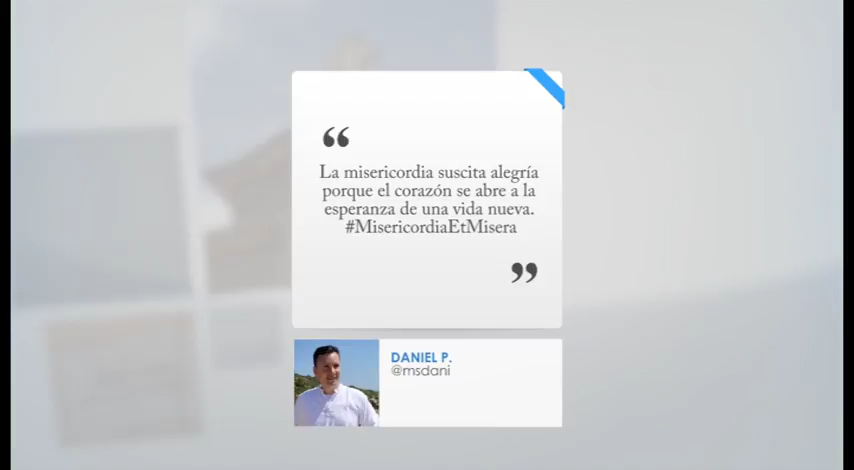 “
La misericordia suscita alegría
porque el corazón se abre a la
esperanza de una vida nueva.
#MisericordiaEtMisera
”
DANIEL P.
@msdani